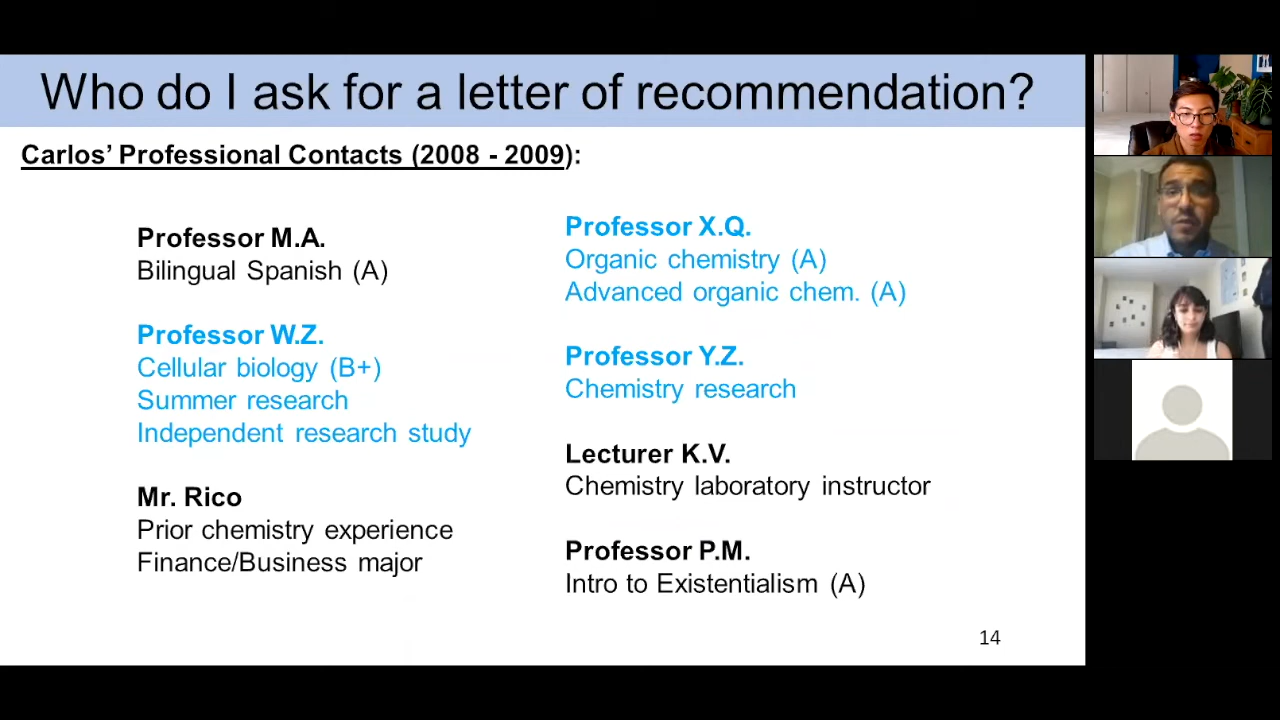 Who do I ask for a letter of recommendation?
Carlos’ Professional Contacts (2008 - 2009):
Professor M.A.
Bilingual Spanish (A)
Professor W.Z.
Cellular biology (B+)
Summer research
Independent research study
Mr. Rico
Prior chemistry experience
Finance/Business major
Professor X.Q.
Organic chemistry (A)
Advanced organic chem. (A)
Professor Y.Z.
Chemistry research
Lecturer K.V.
Chemistry laboratory instructor
Professor P.M.
Intro to Existentialism (A)
14